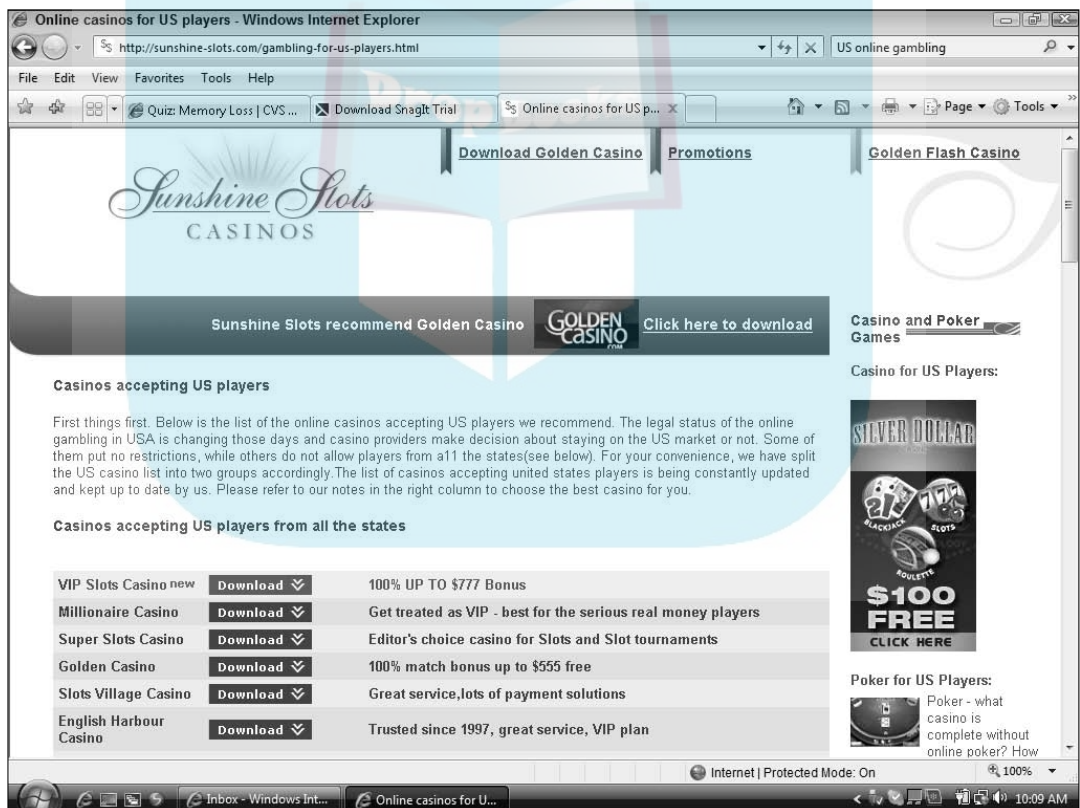 Online casinos for US players - Windows Internet Explorer
http://sunshine-slots.com/gambling-for-us-players.html
US online gambling
File Edit View Favorites Tools Help
Quiz: Memory Loss | CVS ...
Download SnagIt Trial
Online casinos for US p...
Page
Tools
Drop Books
Download Golden Casino
Promotions
Golden Flash Casino
Sunshine Slots
CASINOS
Sunshine Slots recommend Golden Casino
GOLDEN
CASINO
.COM
Click here to download
Casinos accepting US players
First things first. Below is the list of the online casinos accepting US players we recommend. The legal status of the online
gambling in USA is changing those days and casino providers make decision about staying on the US market or not. Some of
them put no restrictions, while others do not allow players from a11 the states(see below). For your convenience, we have split
the US casino list into two groups accordingly.The list of casinos accepting united states players is being constantly updated
and kept up to date by us. Please refer to our notes in the right column to choose the best casino for you.
Casinos accepting US players from all the states
VIP Slots Casino new Download 100% UP TO $777 Bonus
Millionaire Casino Download Get treated as VIP - best for the serious real money players
Super Slots Casino Download Editor's choice casino for Slots and Slot tournaments
Golden Casino Download 100% match bonus up to $555 free
Slots Village Casino Download Great service,lots of payment solutions
English Harbour
Casino
Download Trusted since 1997, great service, VIP plan
Casino and Poker
Games
Casino for US Players:
SILVER DOLLAR
21
777
BLACKJACK
SLOTS
ROULETTE
$100
FREE
CLICK HERE
Poker for US Players:
Poker - what
casino is
complete without
online poker? How
Internet | Protected Mode: On
100%
Inbox - Windows Int...
Online casinos for U...
10:09 AM